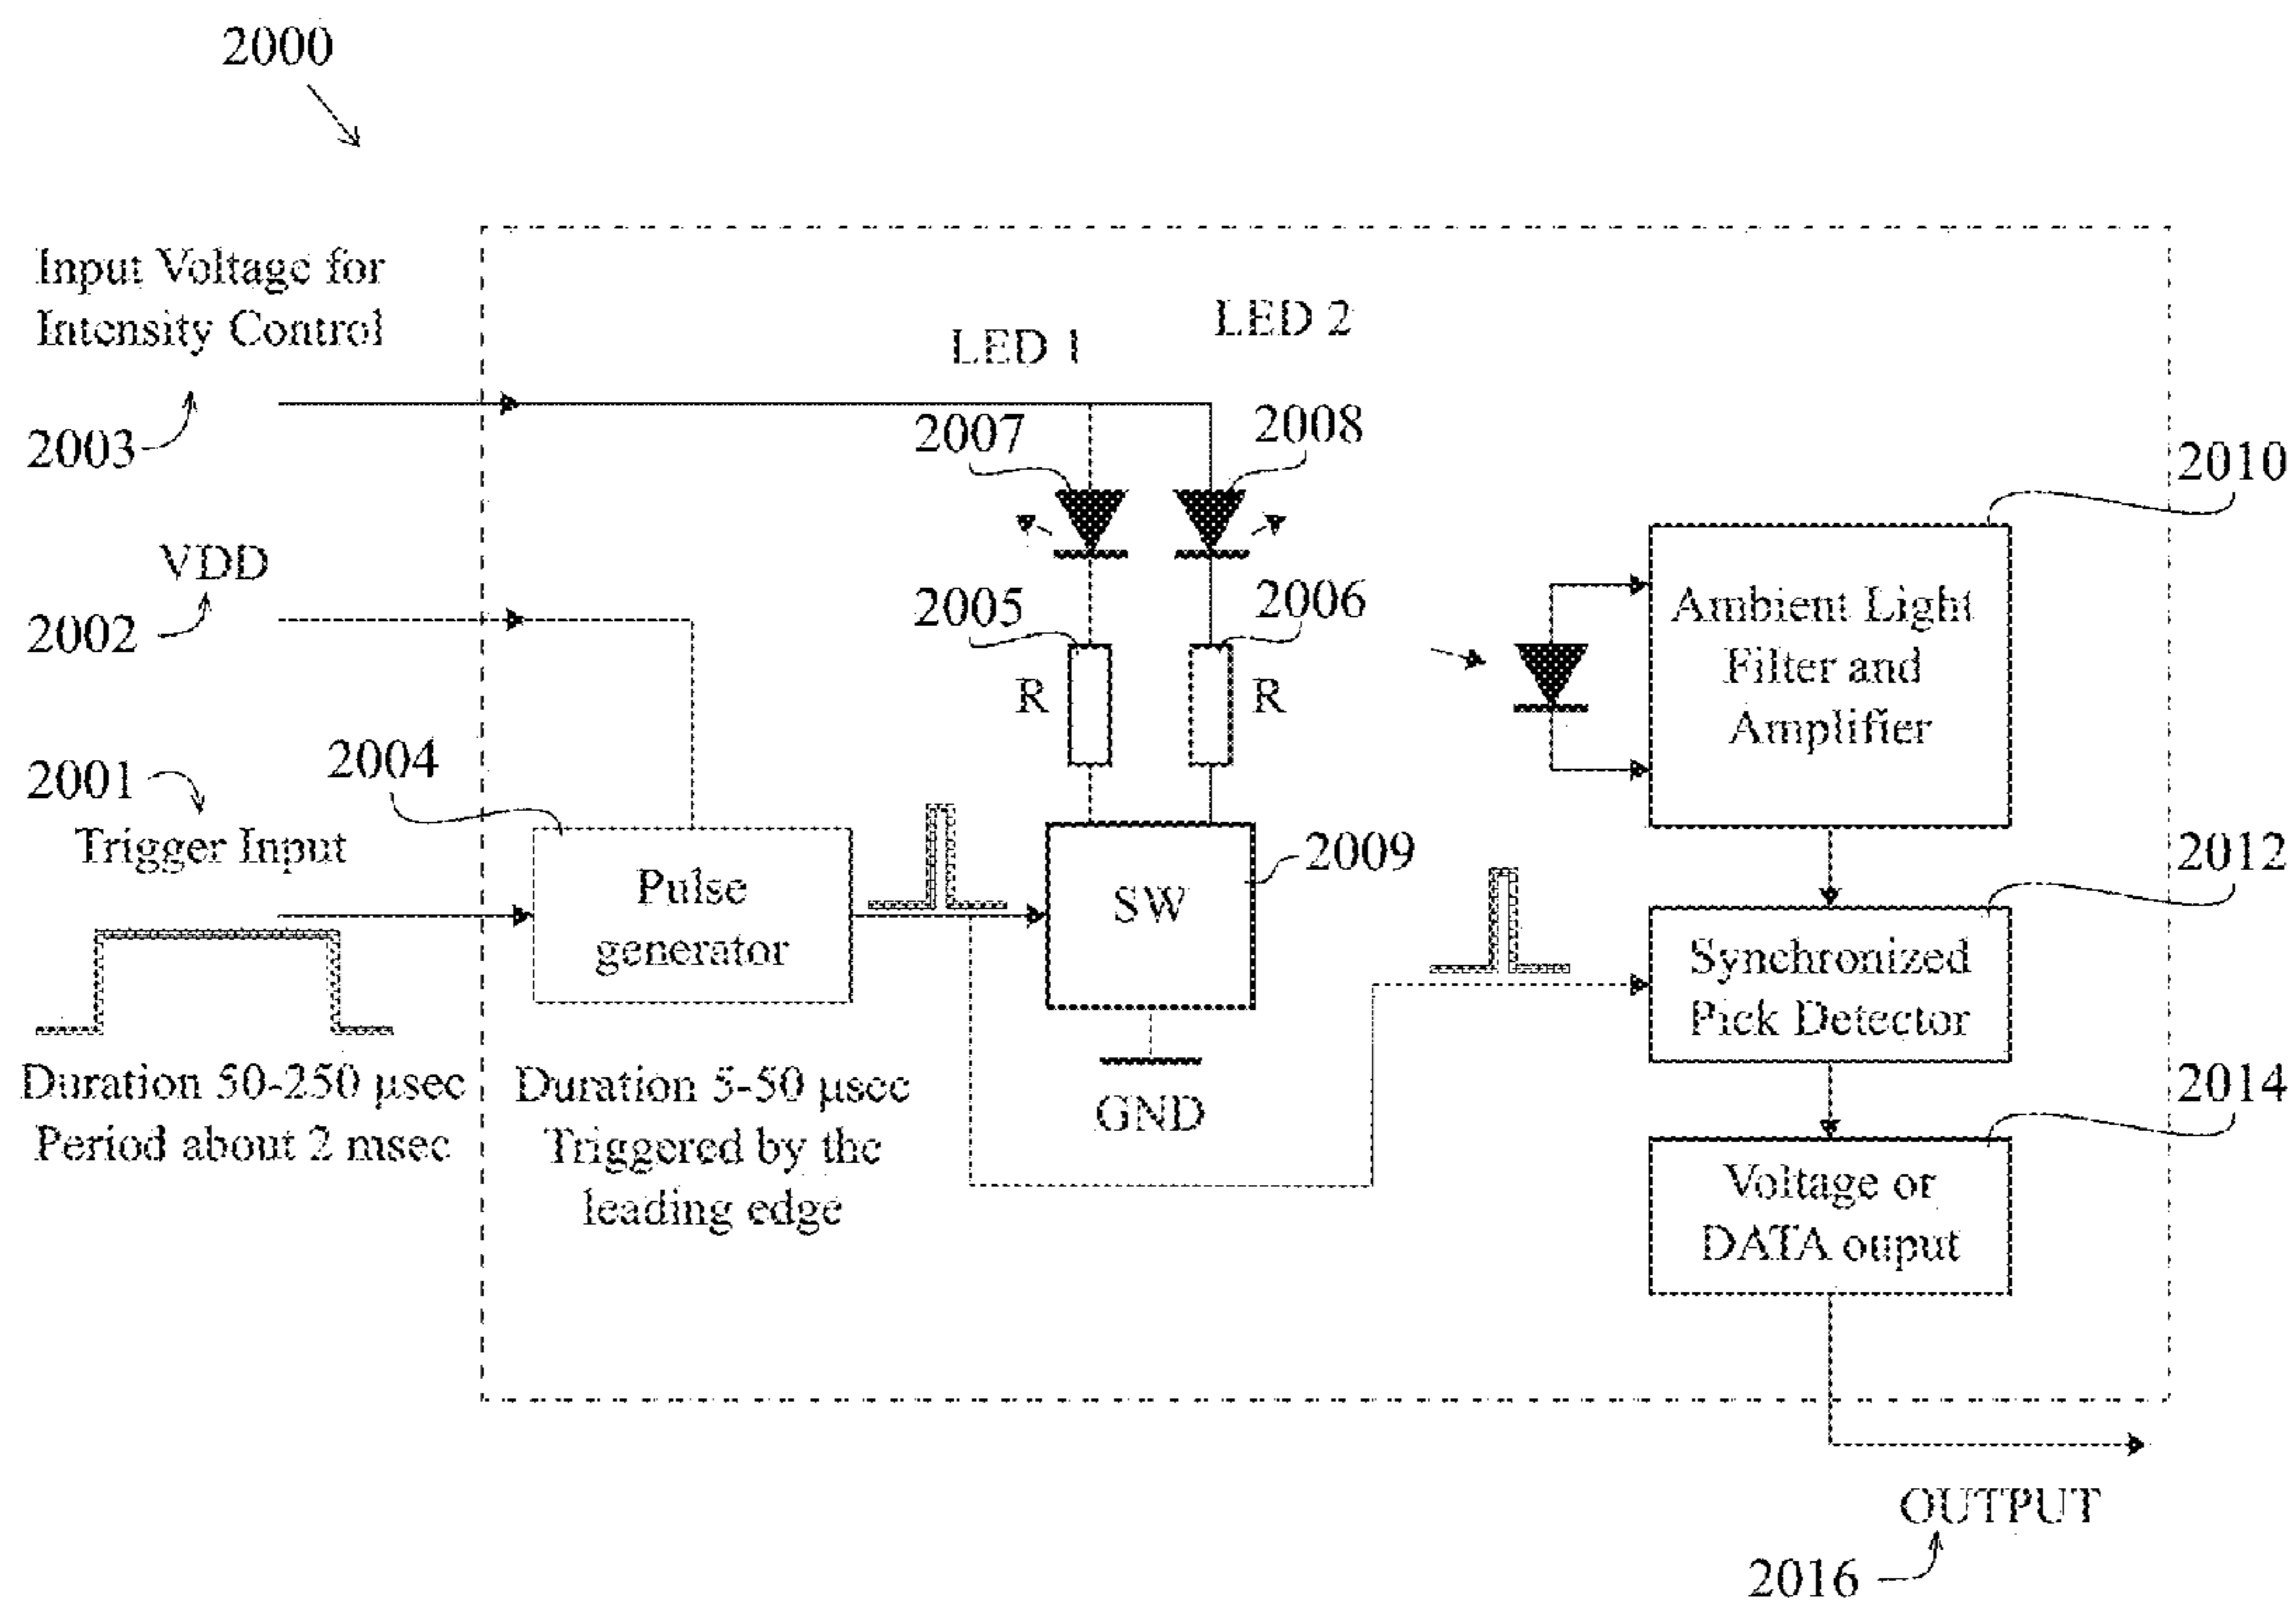 2000
Input Voltage for
Intensity Control
2003
LED 1
LED 2
2007
2008
2010
VDD
2002
2005
2006
R
R
Ambient Light
Filter and
Amplifier
2001
Trigger Input
2004
Pulse
generator
SW
2009
2012
Synchronized
Pick Detector
Duration 50-250 μsec
Period about 2 msec
Duration 5-50 μsec
Triggered by the
leading edge
GND
2014
Voltage or
DATA ouput
OUTPUT
2016